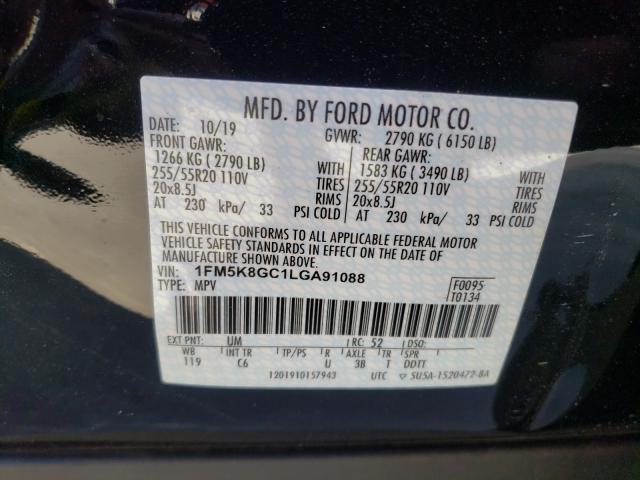 MFD. BY FORD MOTOR CO.
DATE: 10/19 GVWR: 2790 KG ( 6150 LB)
FRONT GAWR: REAR GAWR:
1266 KG ( 2790 LB) WITH 1583 KG ( 3490 LB) WITH
255/55R20 110V TIRES 255/55R20 110V TIRES
20x8.5J RIMS 20x8.5J RIMS
AT 230 kPa/ 33 PSI COLD AT 230 kPa/ 33 PSI COLD
THIS VEHICLE CONFORMS TO ALL APPLICABLE FEDERAL MOTOR
VEHICLE SAFETY STANDARDS IN EFFECT ON THE DATE OF
MANUFACTURE SHOWN ABOVE.
VIN: 1FM5K8GC1LGA91088 F0095
TYPE: MPV T0134
EXT PNT: UM RC: 52 DSO:
WB INT TR TP/PS R AXLE TR SPR
119 C6 U 3B T DDTT
1201910157943 UTC ▽ 5U5A-1520472-BA